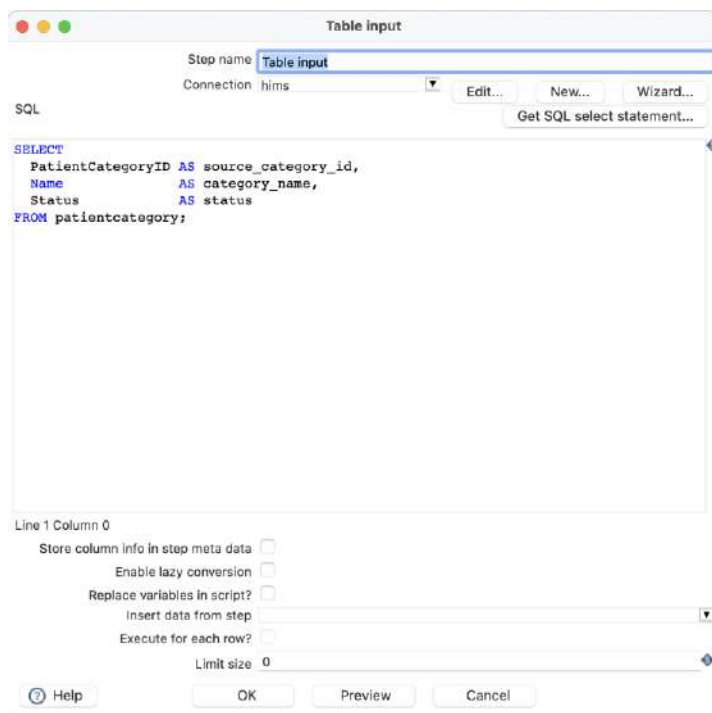 Table input
Step name Table input
Connection hims Edit... New... Wizard...
SQL Get SQL select statement...
SELECT
PatientCategoryID AS source_category_id,
Name AS category_name,
Status AS status
FROM patientcategory;
Line 1 Column 0
Store column info in step meta data
Enable lazy conversion
Replace variables in script?
Insert data from step
Execute for each row?
Limit size 0
Help OK Preview Cancel